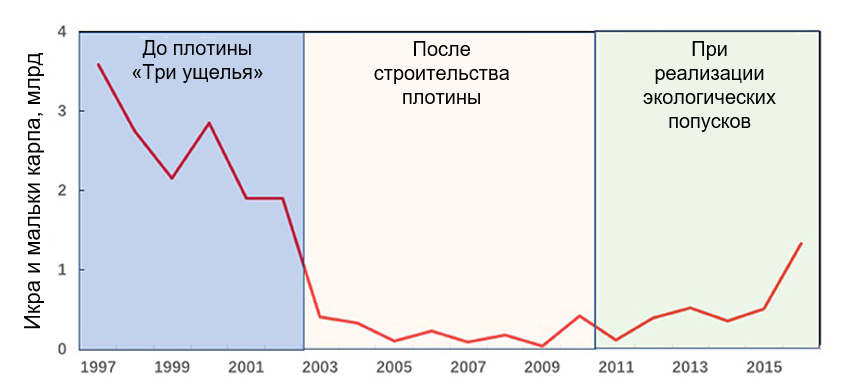 Икра и мальки карпа, млрд
4
3
2
1
0
До плотины
«Три ущелья»
После
строительства
плотины
При
реализации
экологических
попусков
1997
1999
2001
2003
2005
2007
2009
2011
2013
2015